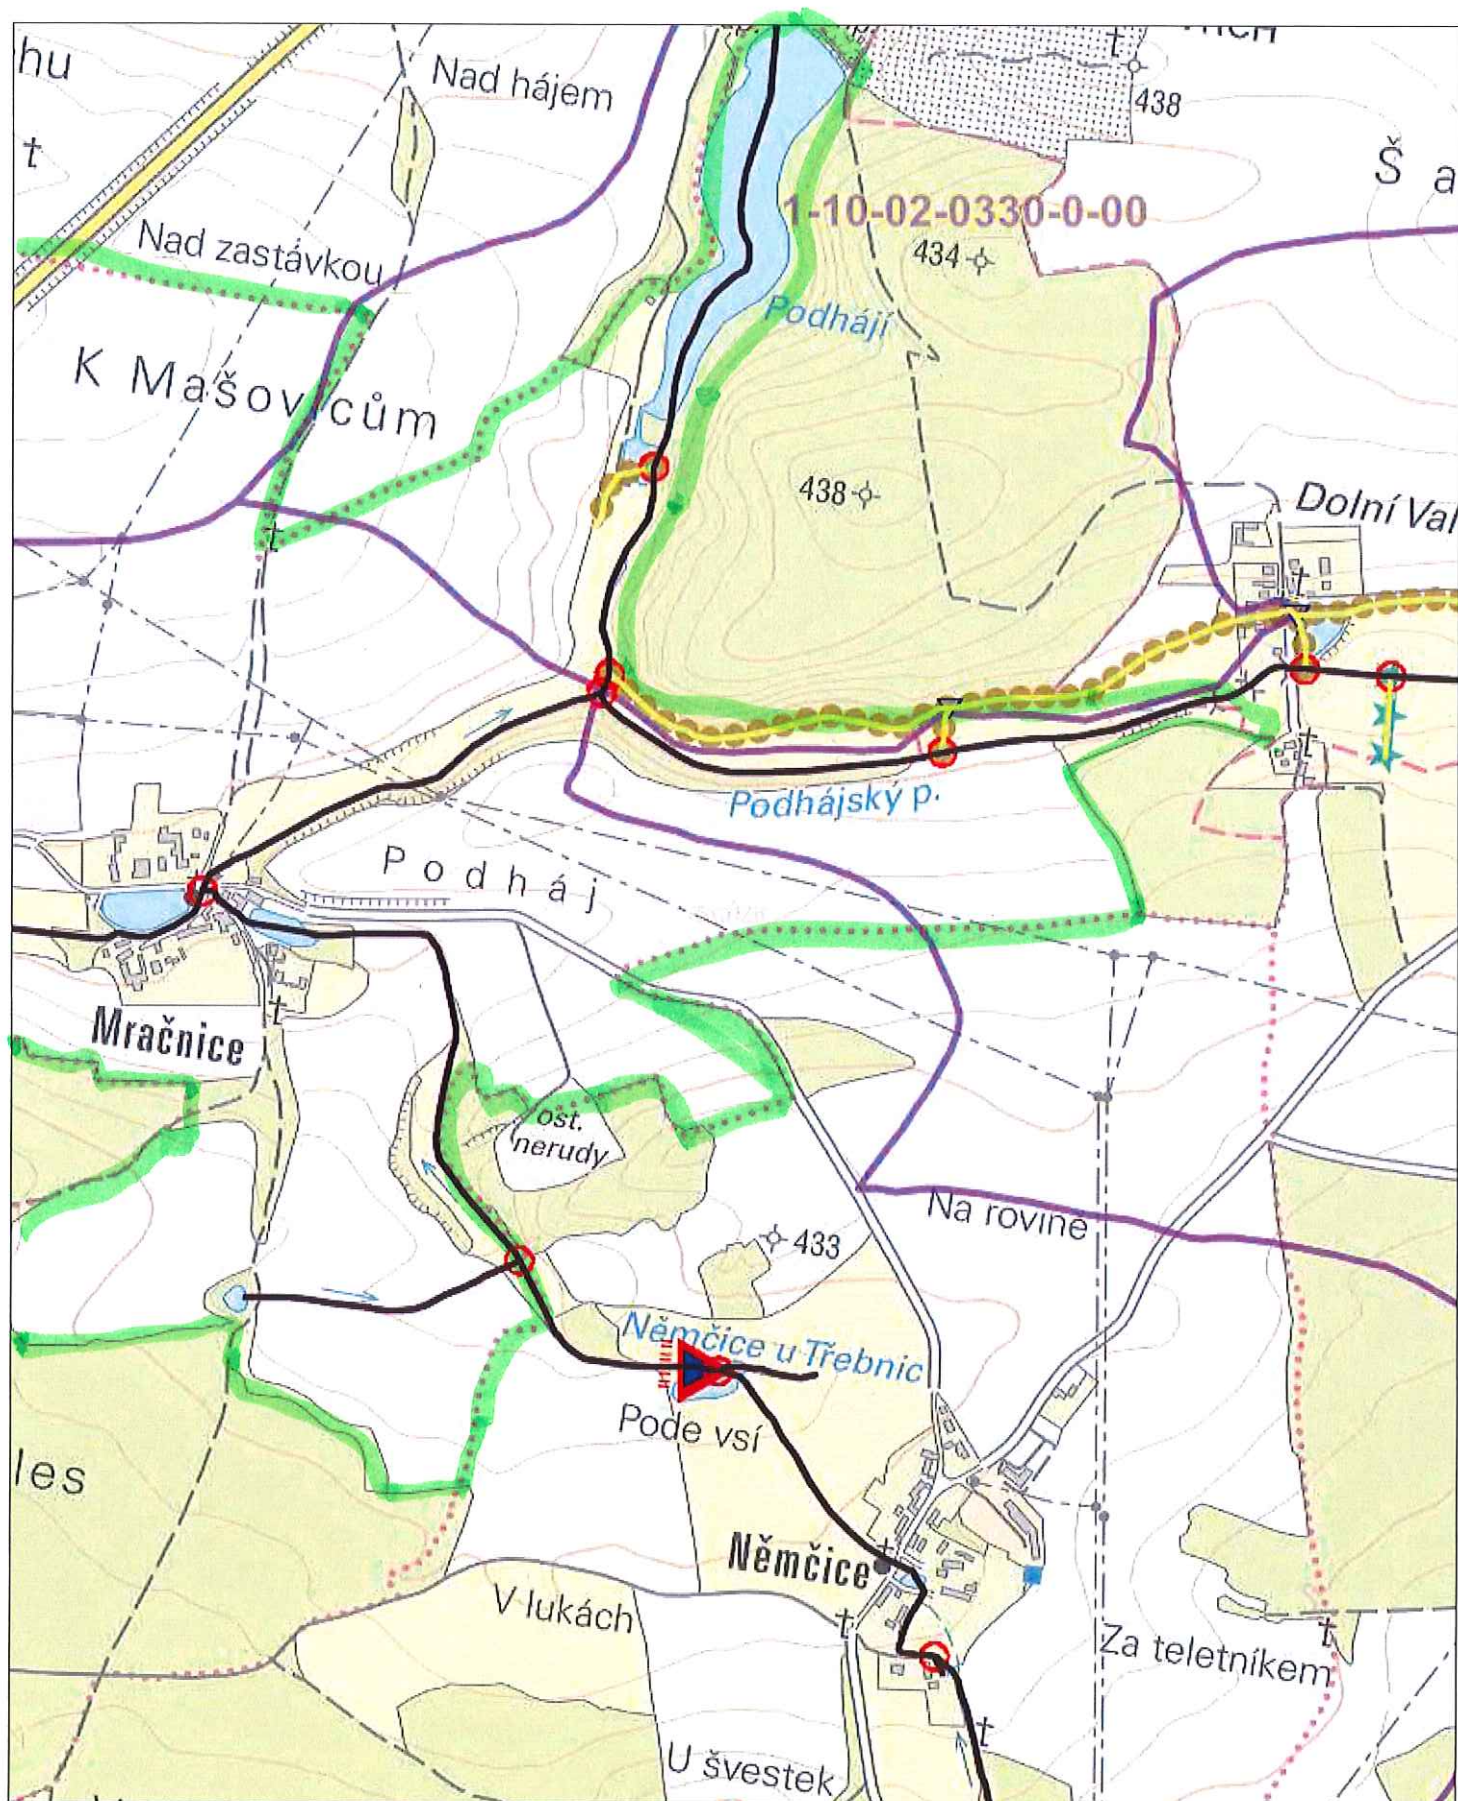 hu
Nad hájem
438
Š a
1-10-02-0330-0-00
Nad zastávkou
434
Podhájí
K Mašovicům
438
Dolní Val
Podhájský p.
Podháj
Mračnice
ost.
nerudy
Na rovině
433
Němčice u Třebnic
Pode vsí
les
Němčice
V lukách
Za teletníkem
U švestek